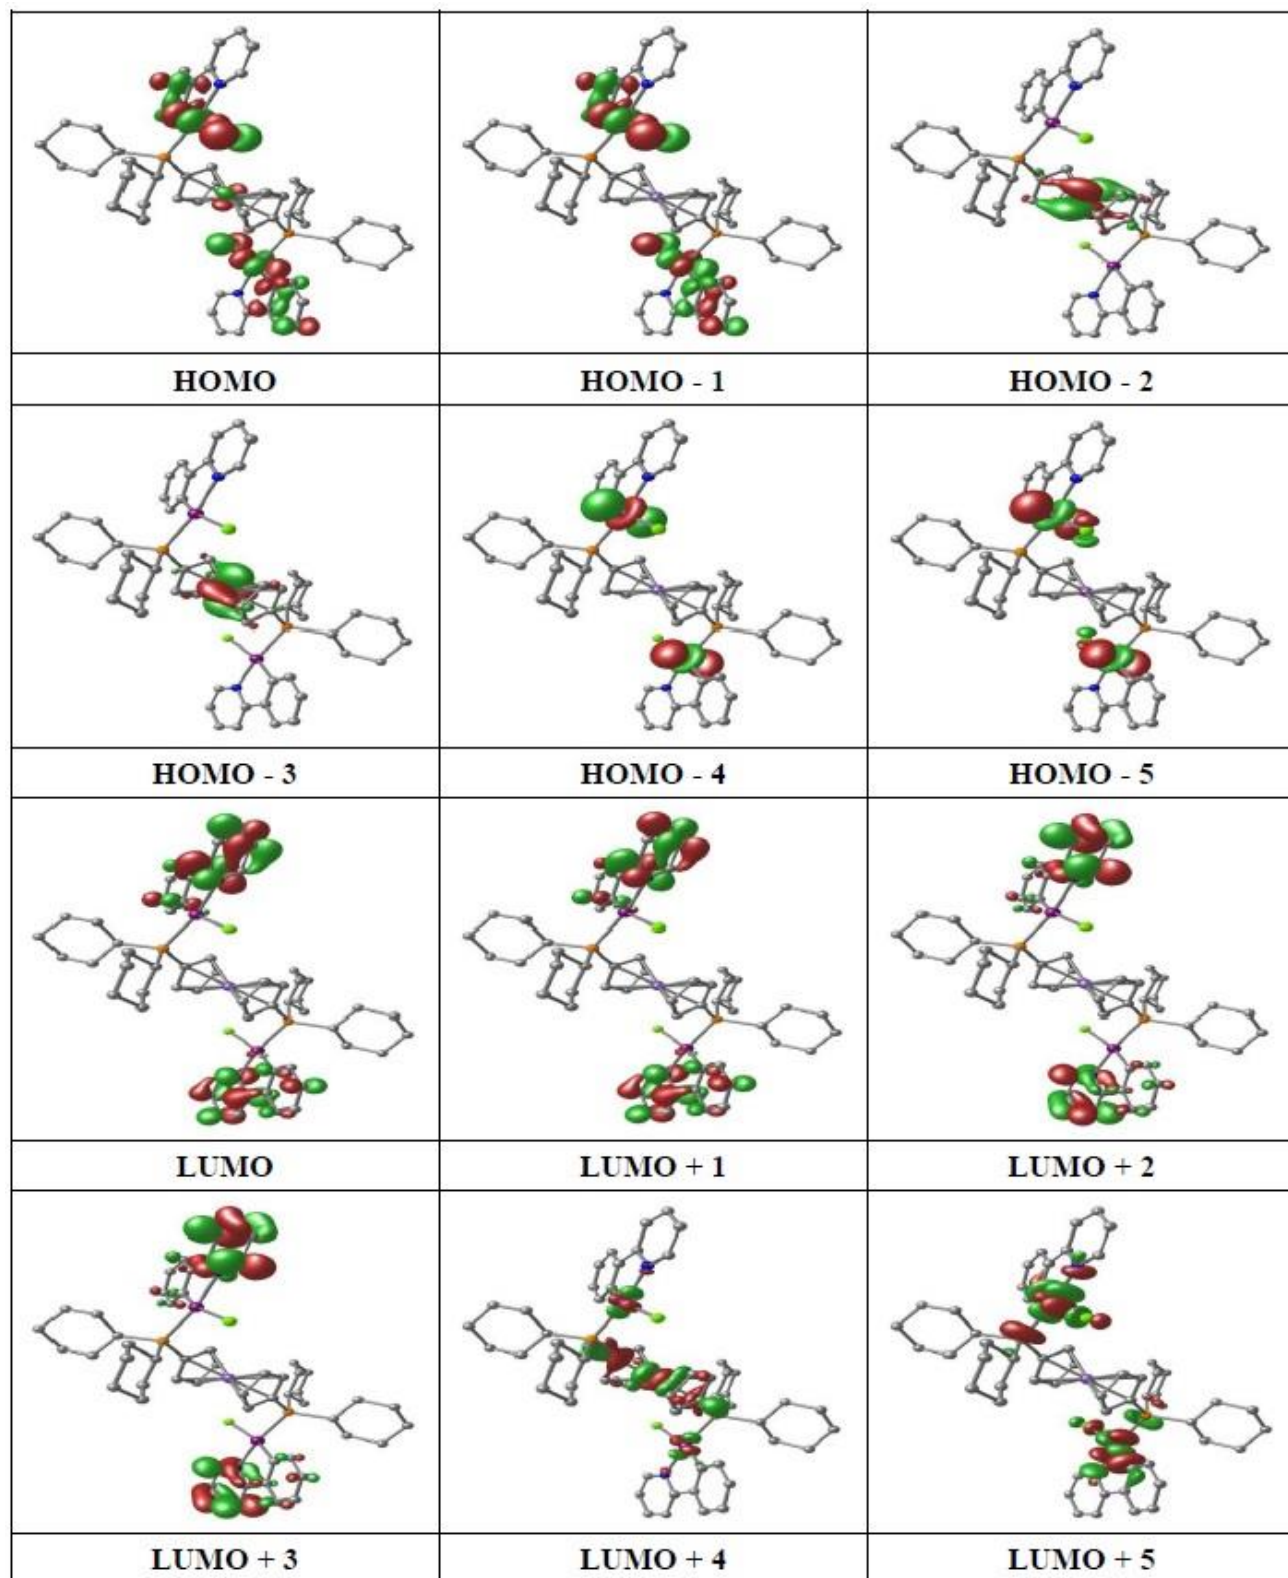 HOMO
HOMO - 1
HOMO - 2
HOMO - 3
HOMO - 4
HOMO - 5
LUMO
LUMO + 1
LUMO + 2
LUMO + 3
LUMO + 4
LUMO + 5